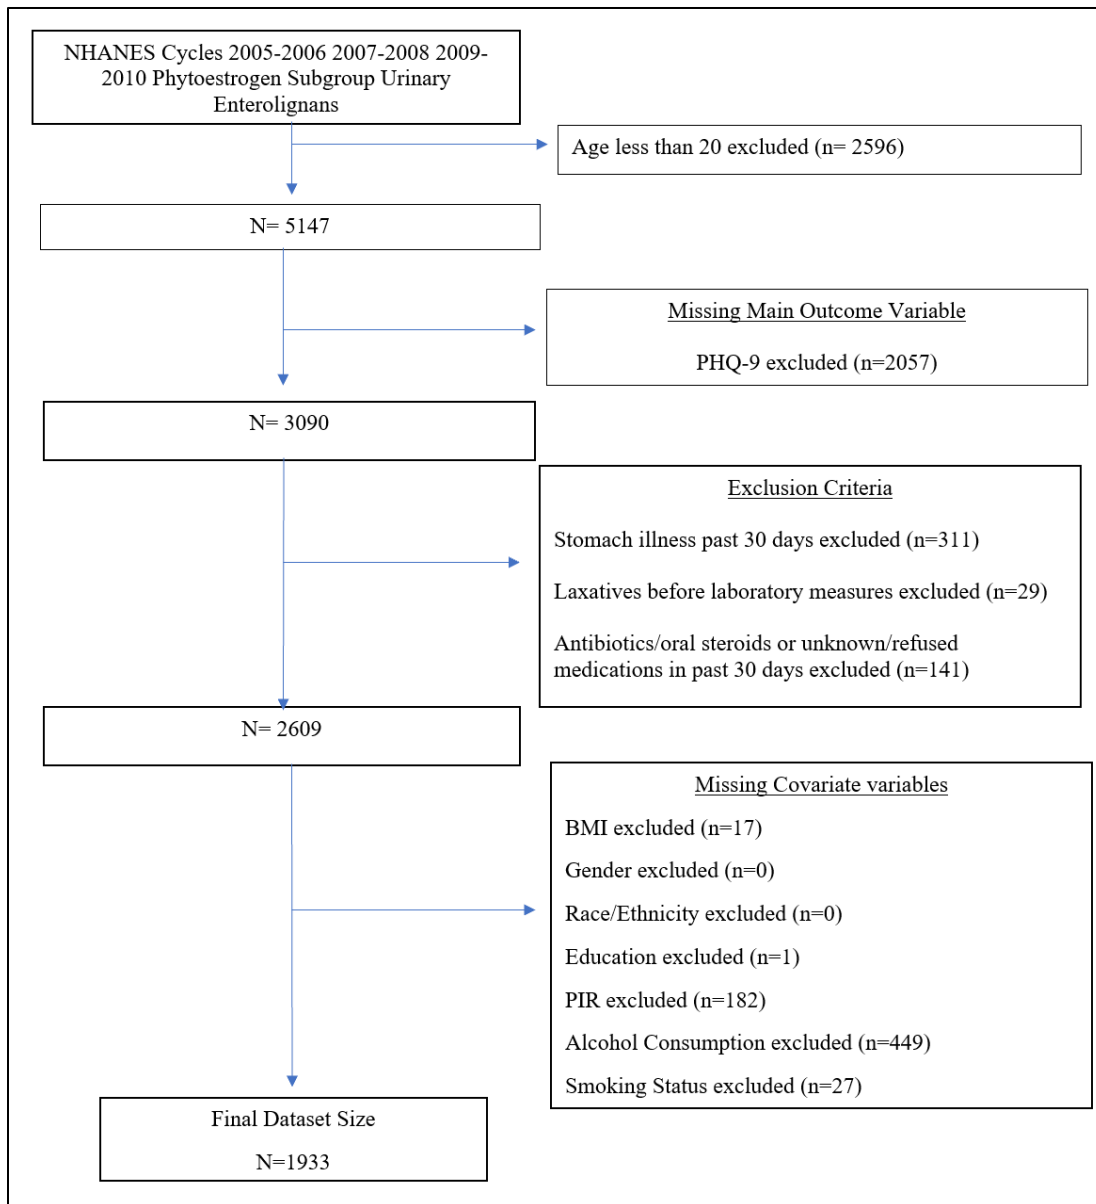 NHANES Cycles 2005-2006 2007-2008 2009-
2010 Phytoestrogen Subgroup Urinary
Enterolignans
Age less than 20 excluded (n= 2596)
N= 5147
Missing Main Outcome Variable
PHQ-9 excluded (n=2057)
N= 3090
Exclusion Criteria
Stomach illness past 30 days excluded (n=311)
Laxatives before laboratory measures excluded (n=29)
Antibiotics/oral steroids or unknown/refused
medications in past 30 days excluded (n=141)
N= 2609
Missing Covariate variables
BMI excluded (n=17)
Gender excluded (n=0)
Race/Ethnicity excluded (n=0)
Education excluded (n=1)
PIR excluded (n=182)
Alcohol Consumption excluded (n=449)
Smoking Status excluded (n=27)
Final Dataset Size
N=1933